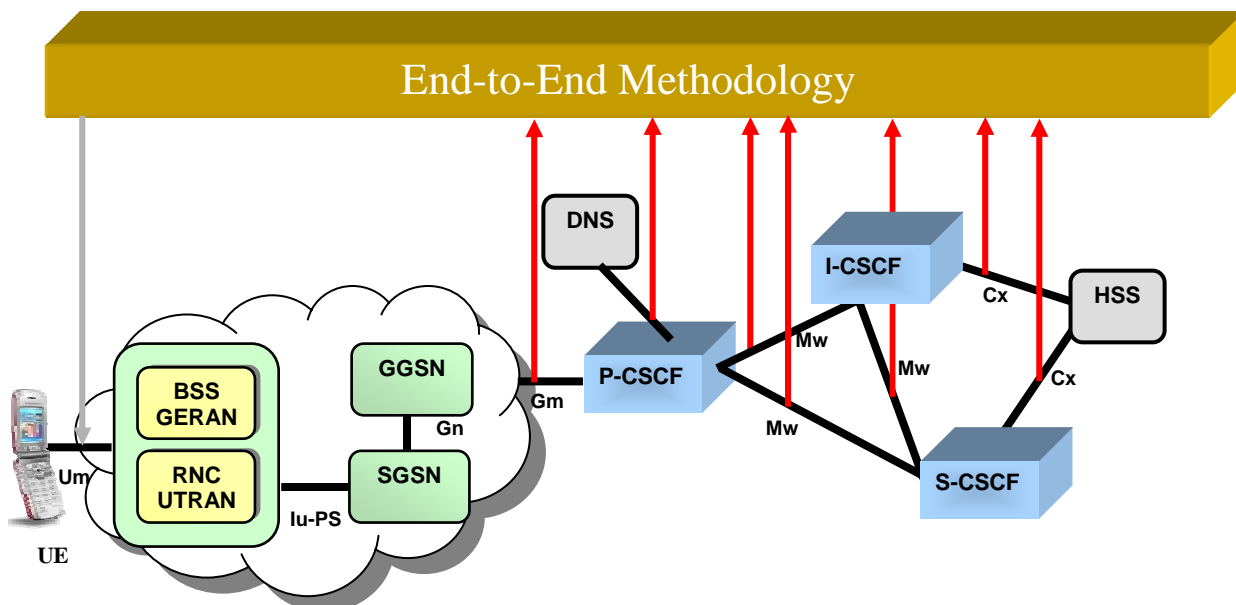 End-to-End Methodology
DNS
I-CSCF
HSS
Cx
P-CSCF
Mw
Mw
Cx
Mw
GGSN
Gm
BSS
GERAN
Gn
Um
RNC
UTRAN
SGSN
S-CSCF
Iu-PS
UE